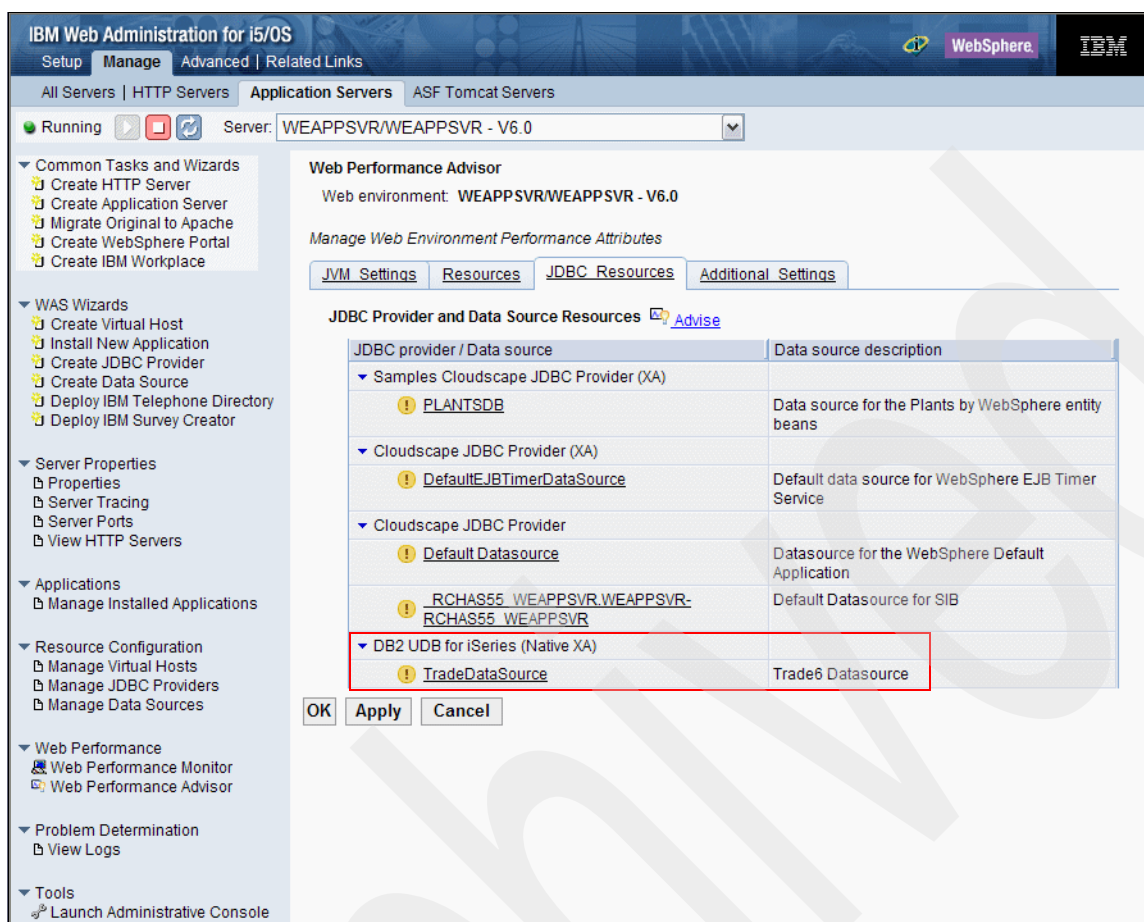 IBM Web Administration for i5/OS
Setup Manage Advanced | Related Links
WebSphere. IBM
All Servers | HTTP Servers Application Servers ASF Tomcat Servers
Running Server: WEAPPSVR/WEAPPSVR - V6.0
Common Tasks and Wizards
Create HTTP Server
Create Application Server
Migrate Original to Apache
Create WebSphere Portal
Create IBM Workplace
WAS Wizards
Create Virtual Host
Install New Application
Create JDBC Provider
Create Data Source
Deploy IBM Telephone Directory
Deploy IBM Survey Creator
Server Properties
Properties
Server Tracing
Server Ports
View HTTP Servers
Applications
Manage Installed Applications
Resource Configuration
Manage Virtual Hosts
Manage JDBC Providers
Manage Data Sources
Web Performance
Web Performance Monitor
Web Performance Advisor
Problem Determination
View Logs
Tools
Launch Administrative Console
Web Performance Advisor
Web environment: WEAPPSVR/WEAPPSVR - V6.0
Manage Web Environment Performance Attributes
JVM Settings Resources JDBC Resources Additional Settings
JDBC Provider and Data Source Resources Advise
JDBC provider / Data source Data source description
Samples Cloudscape JDBC Provider (XA)
PLANTSDB Data source for the Plants by WebSphere entity
beans
Cloudscape JDBC Provider (XA)
DefaultEJBTimerDataSource Default data source for WebSphere EJB Timer
Service
Cloudscape JDBC Provider
Default Datasource Datasource for the WebSphere Default
Application
_RCHAS55_WEAPPSVR.WEAPPSVR- Default Datasource for SIB
RCHAS55_WEAPPSVR
DB2 UDB for iSeries (Native XA)
TradeDataSource Trade6 Datasource
OK Apply Cancel